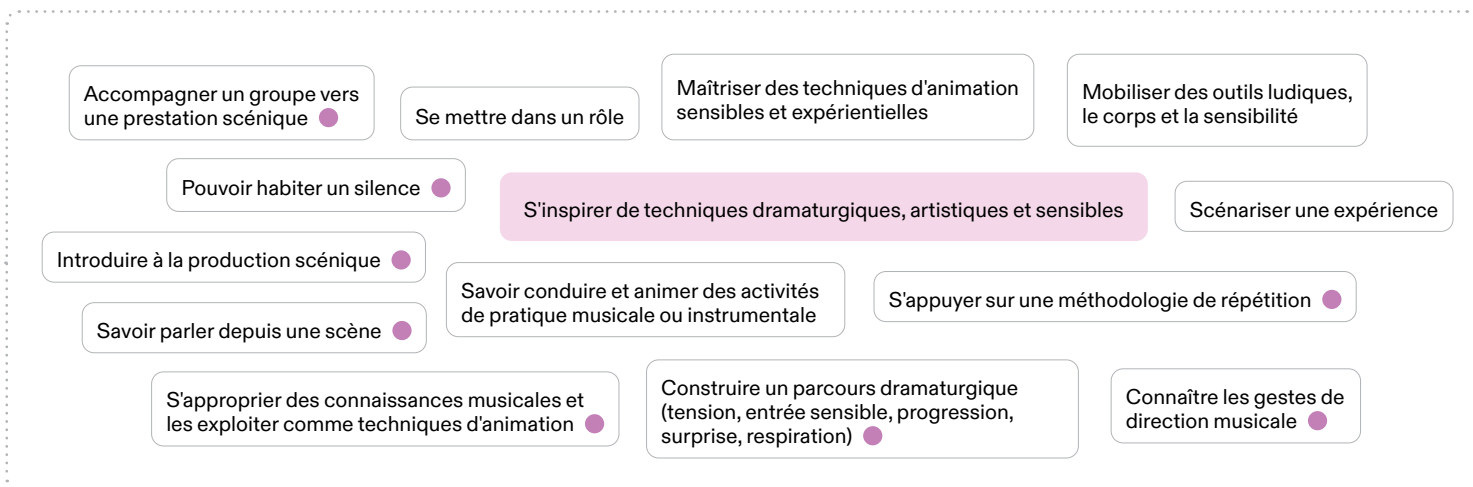 Accompagner un groupe vers
une prestation scénique
Se mettre dans un rôle
Maîtriser des techniques d'animation
sensibles et expérientielles
Mobiliser des outils ludiques,
le corps et la sensibilité
Pouvoir habiter un silence
S'inspirer de techniques dramaturgiques, artistiques et sensibles
Scénariser une expérience
Introduire à la production scénique
Savoir conduire et animer des activités
de pratique musicale ou instrumentale
S'appuyer sur une méthodologie de répétition
Savoir parler depuis une scène
S'approprier des connaissances musicales et
les exploiter comme techniques d'animation
Construire un parcours dramaturgique
(tension, entrée sensible, progression,
surprise, respiration)
Connaître les gestes de
direction musicale